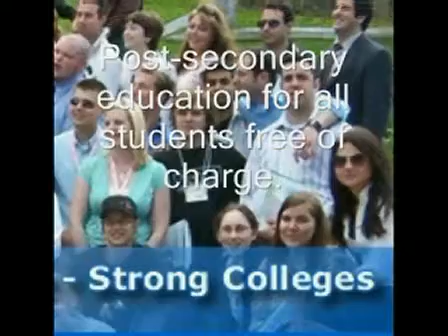 Post-secondary
education for all
students free of
charge.
- Strong Colleges